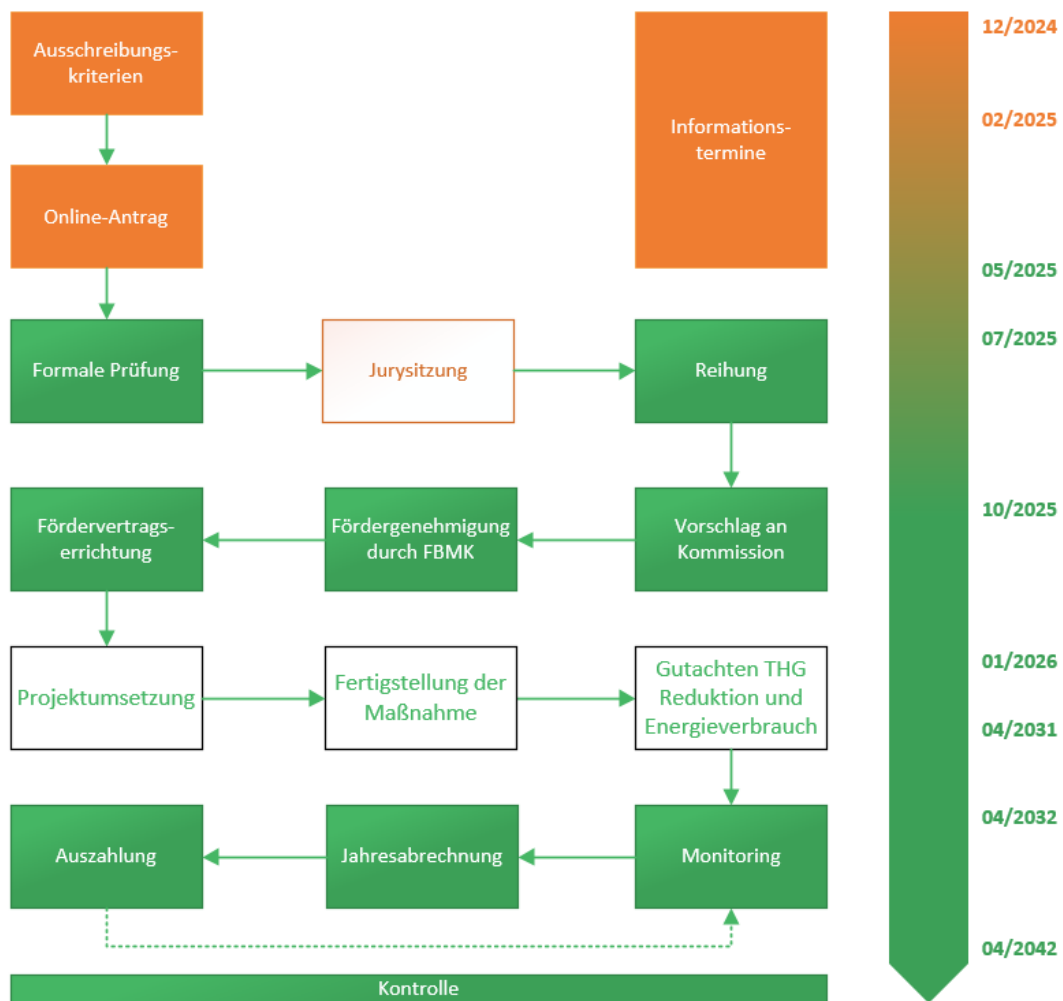 Ausschreibungs-
kriterien
Informations-
termine
Online-Antrag
Formale Prüfung
Jurysitzung
Reihung
Fördervertrags-
errichtung
Fördergenehmigung
durch FBMK
Vorschlag an
Kommission
Projektumsetzung
Fertigstellung der
Maßnahme
Gutachten THG
Reduktion und
Energieverbrauch
Auszahlung
Jahresabrechnung
Monitoring
Kontrolle
12/2024
02/2025
05/2025
07/2025
10/2025
01/2026
04/2031
04/2032
04/2042